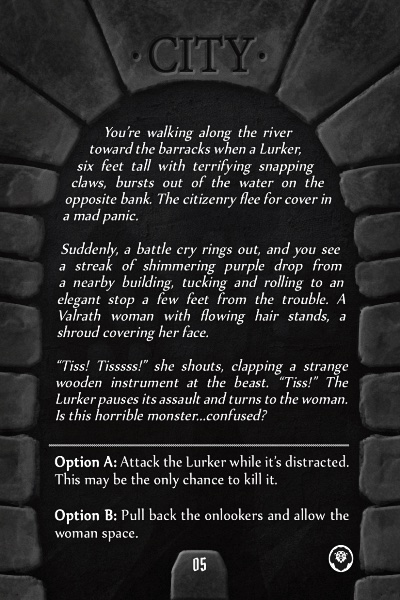 · CITY ·
You're walking along the river
toward the barracks when a Lurker,
six feet tall with terrifying snapping
claws, bursts out of the water on the
opposite bank. The citizenry flee for cover in
a mad panic.
Suddenly, a battle cry rings out, and you see
a streak of shimmering purple drop from
a nearby building, tucking and rolling to an
elegant stop a few feet from the trouble. A
Valrath woman with flowing hair stands, a
shroud covering her face.
“Tiss! Tisssss!” she shouts, clapping a strange
wooden instrument at the beast. “Tiss!” The
Lurker pauses its assault and turns to the woman.
Is this horrible monster...confused?
Option A: Attack the Lurker while it's distracted.
This may be the only chance to kill it.
Option B: Pull back the onlookers and allow the
woman space.
05